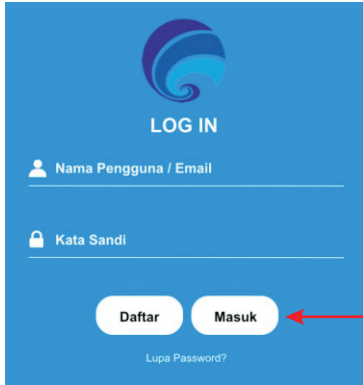 LOG IN
Nama Pengguna / Email
Kata Sandi
Daftar Masuk
Lupa Password?